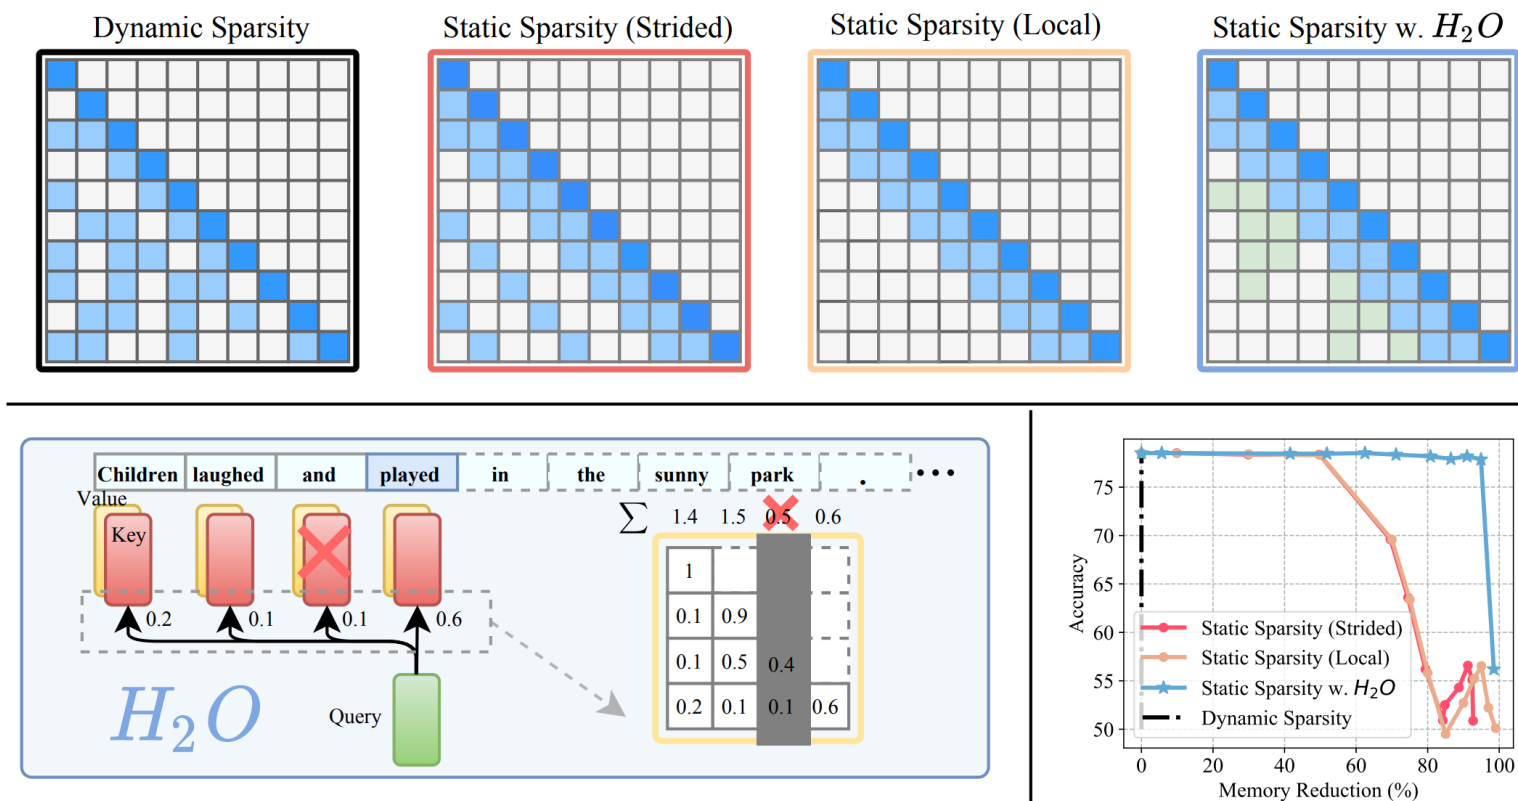 Dynamic Sparsity
Static Sparsity (Strided)
Static Sparsity (Local)
Static Sparsity w. H₂O
Children laughed and played in the sunny park . •••
Value
Key
0.2 0.1 0.1 0.6
Query
H₂O
∑ 1.4 1.5 0.5 0.6
1
0.1 0.9
0.1 0.5 0.4
0.2 0.1 0.1 0.6
Accuracy
75
70
65
60
55
50
Static Sparsity (Strided)
Static Sparsity (Local)
Static Sparsity w. H₂O
Dynamic Sparsity
0 20 40 60 80 100
Memory Reduction (%)